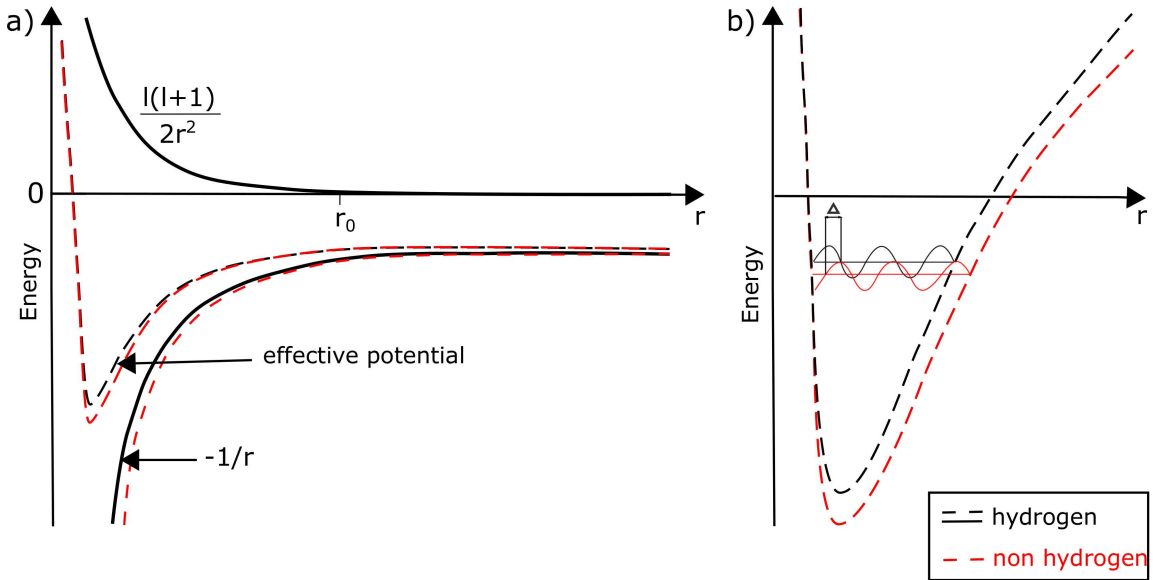 a)
l(l+1)
2r²
0
r₀
r
Energy
effective potential
-1/r
b)
Δ
r
Energy
hydrogen
non hydrogen